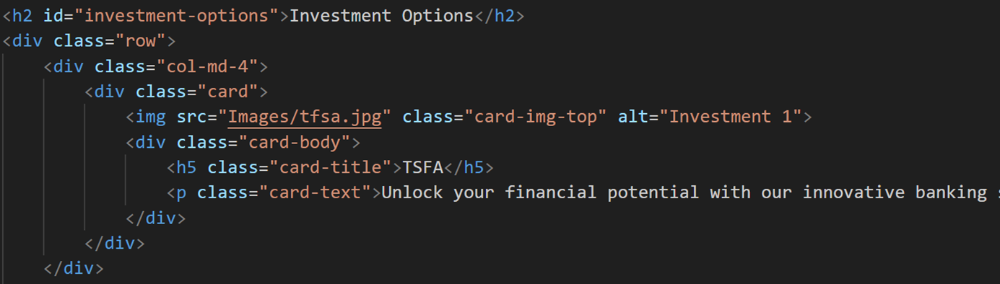 <h2 id="investment-options">Investment Options</h2>
<div class="row">
    <div class="col-md-4">
        <div class="card">
            <img src="Images/tfsa.jpg" class="card-img-top" alt="Investment 1">
            <div class="card-body">
                <h5 class="card-title">TSFA</h5>
                <p class="card-text">Unlock your financial potential with our innovative banking
            </div>
        </div>
    </div>